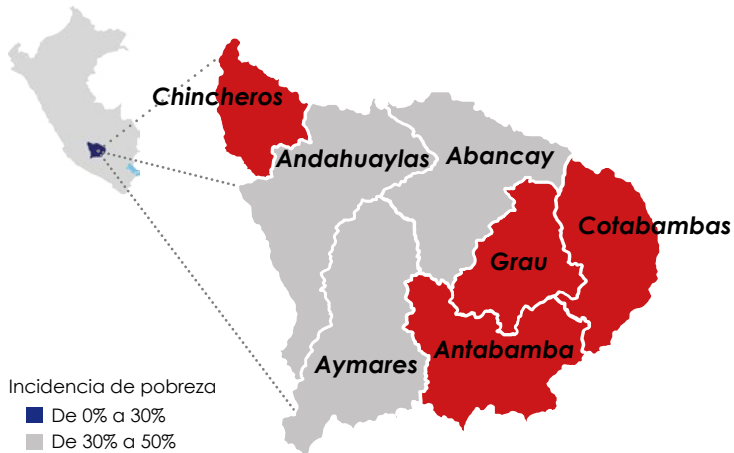 Chincheros
Andahuaylas
Abancay
Cotabambas
Grau
Antabamba
Aymares
Incidencia de pobreza
De 0% a 30%
De 30% a 50%